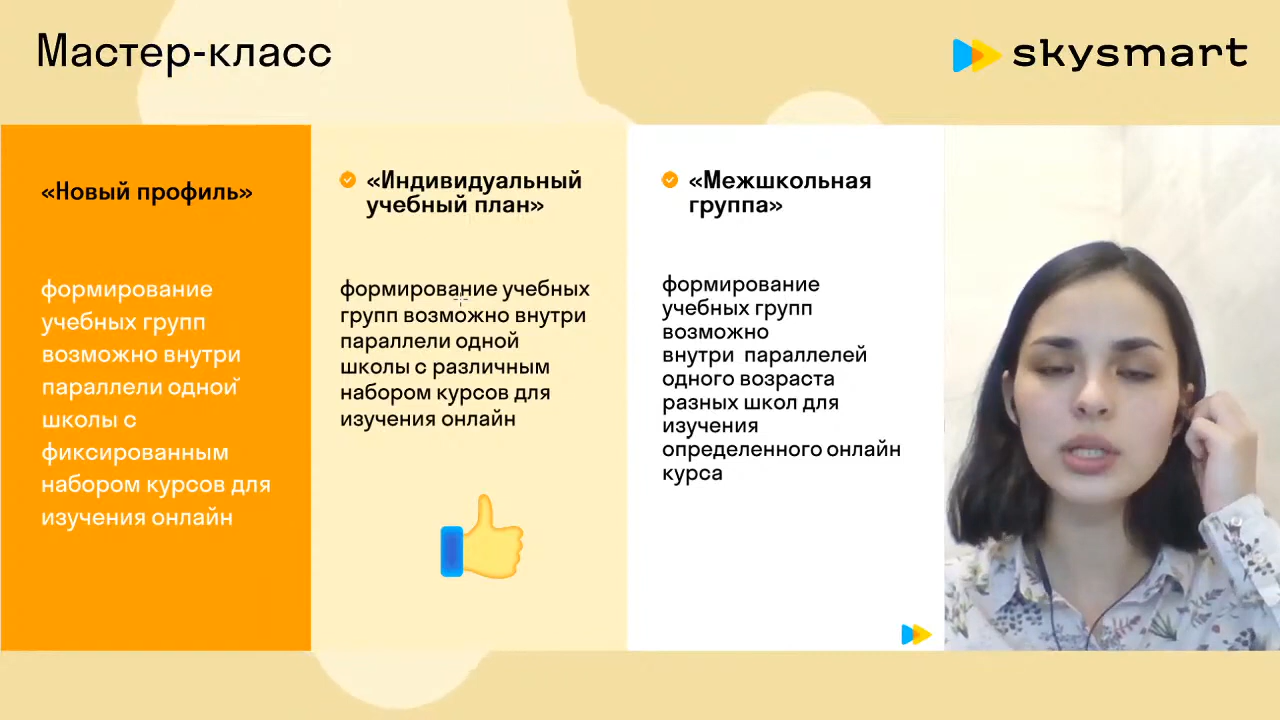 Мастер-класс
skysmart
«Новый профиль»
формирование
учебных групп
возможно внутри
параллели одной
школы с
фиксированным
набором курсов для
изучения онлайн
«Индивидуальный
учебный план»
формирование учебных
групп возможно внутри
параллели одной
школы с различным
набором курсов для
изучения онлайн
«Межшкольная
группа»
формирование
учебных групп
возможно
внутри параллелей
одного возраста
разных школ для
изучения
определенного онлайн
курса